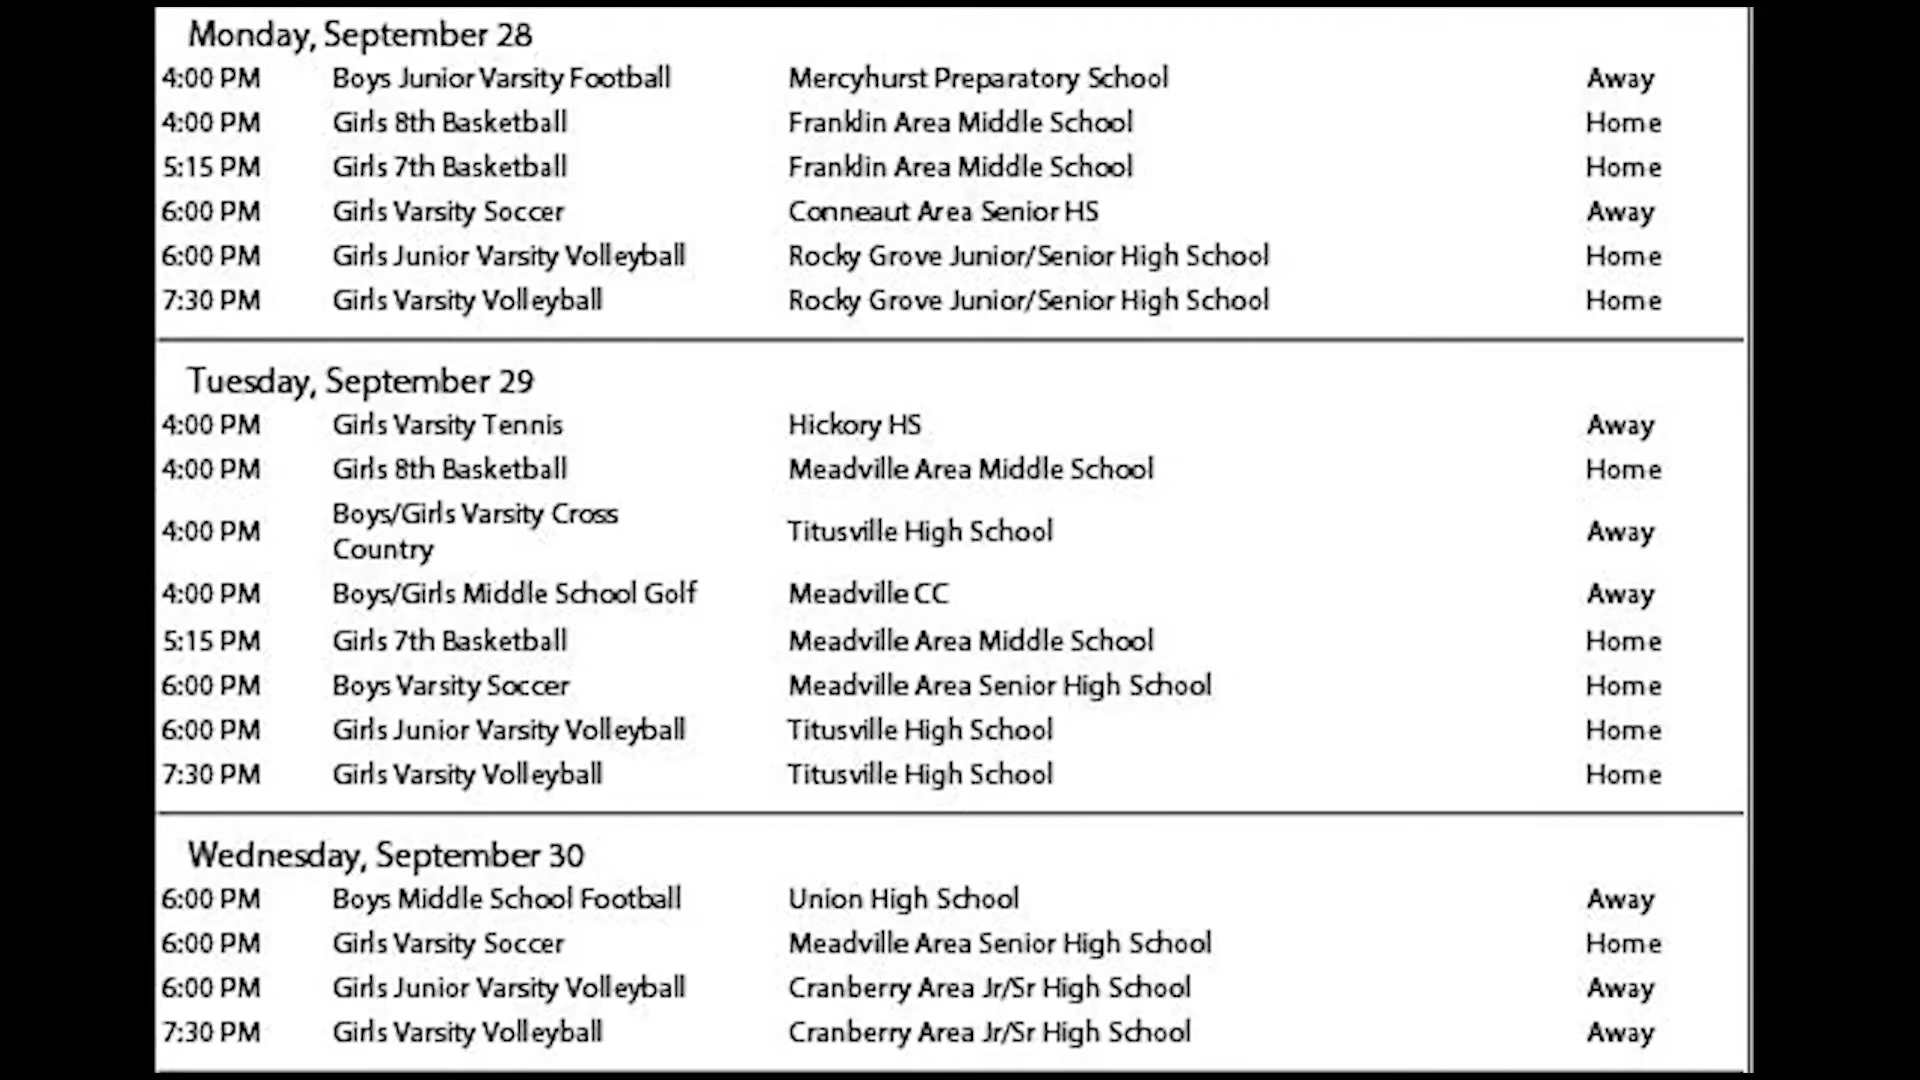 Monday, September 28
4:00 PM Boys Junior Varsity Football Mercyhurst Preparatory School Away
4:00 PM Girls 8th Basketball Franklin Area Middle School Home
5:15 PM Girls 7th Basketball Franklin Area Middle School Home
6:00 PM Girls Varsity Soccer Conneaut Area Senior HS Away
6:00 PM Girls Junior Varsity Volleyball Rocky Grove Junior/Senior High School Home
7:30 PM Girls Varsity Volleyball Rocky Grove Junior/Senior High School Home
Tuesday, September 29
4:00 PM Girls Varsity Tennis Hickory HS Away
4:00 PM Girls 8th Basketball Meadville Area Middle School Home
4:00 PM Boys/Girls Varsity Cross
Country Titusville High School Away
4:00 PM Boys/Girls Middle School Golf Meadville CC Away
5:15 PM Girls 7th Basketball Meadville Area Middle School Home
6:00 PM Boys Varsity Soccer Meadville Area Senior High School Home
6:00 PM Girls Junior Varsity Volleyball Titusville High School Home
7:30 PM Girls Varsity Volleyball Titusville High School Home
Wednesday, September 30
6:00 PM Boys Middle School Football Union High School Away
6:00 PM Girls Varsity Soccer Meadville Area Senior High School Home
6:00 PM Girls Junior Varsity Volleyball Cranberry Area Jr/Sr High School Away
7:30 PM Girls Varsity Volleyball Cranberry Area Jr/Sr High School Away